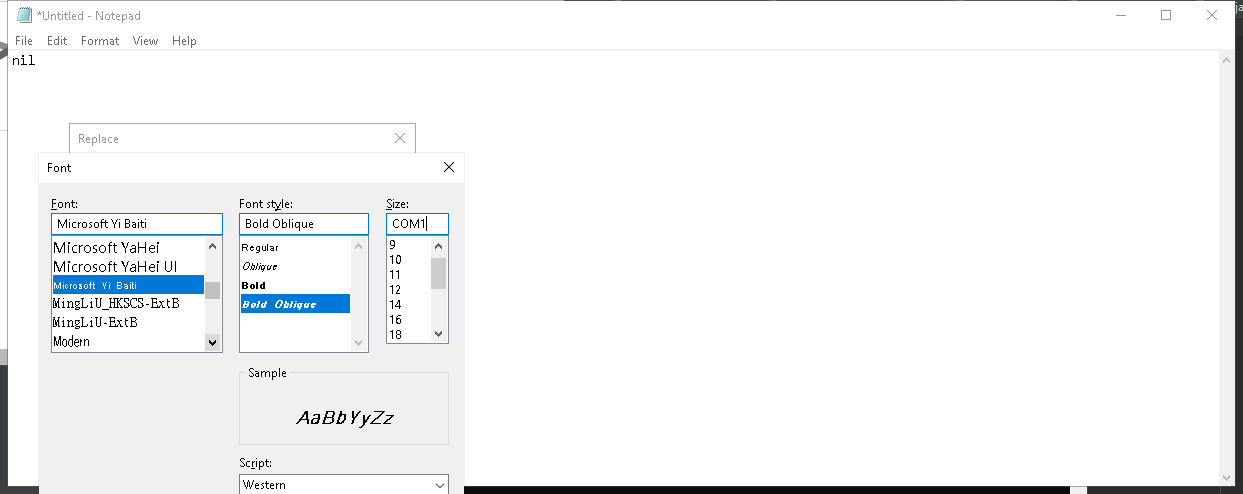 *Untitled - Notepad
File Edit Format View Help
nil
Replace
Font
Font:
Microsoft Yi Baiti
Microsoft YaHei
Microsoft YaHei UI
Microsoft Yi Baiti
MingLiU_HKSCS-ExtB
MingLiU-ExtB
Modern
Font style:
Bold Oblique
Regular
Oblique
Bold
Bold Oblique
Size:
COM1
9
10
11
12
14
16
18
Sample
AaBbYyZz
Script:
Western